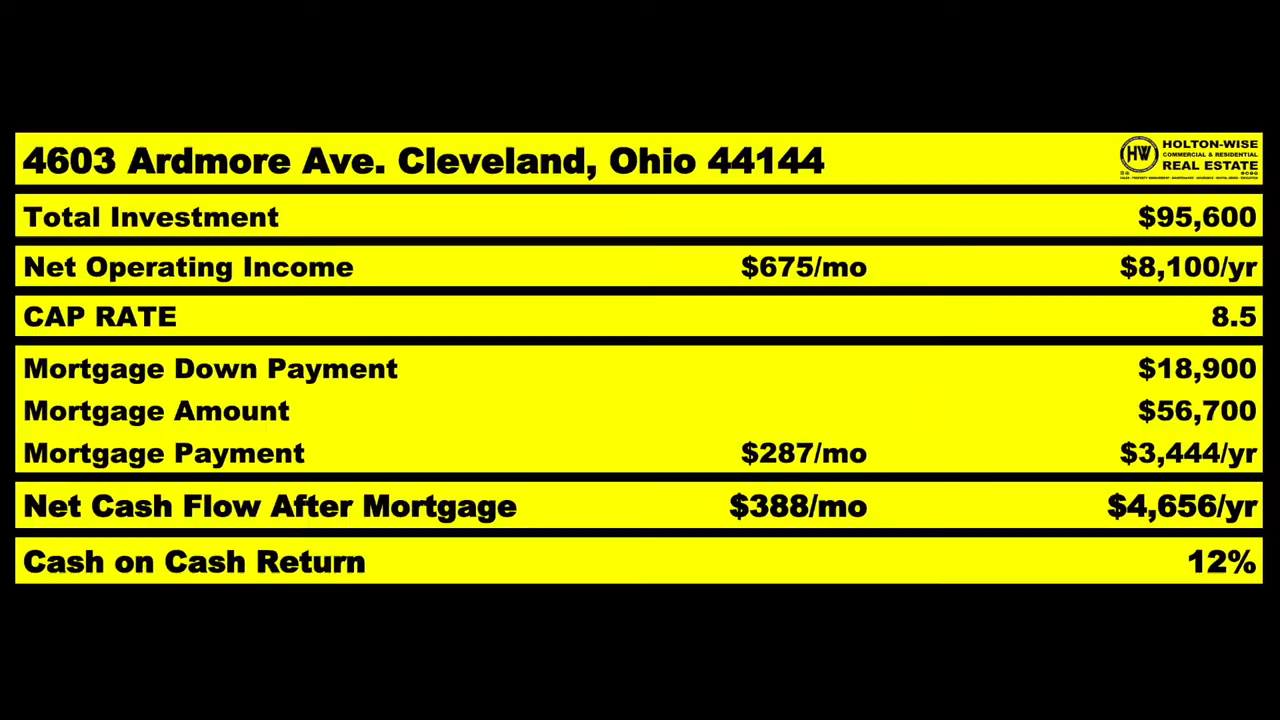 4603 Ardmore Ave. Cleveland, Ohio 44144
HW
HOLTON-WISE
COMMERCIAL & RESIDENTIAL
REAL ESTATE
Total Investment $95,600
Net Operating Income $675/mo $8,100/yr
CAP RATE 8.5
Mortgage Down Payment $18,900
Mortgage Amount $56,700
Mortgage Payment $287/mo $3,444/yr
Net Cash Flow After Mortgage $388/mo $4,656/yr
Cash on Cash Return 12%